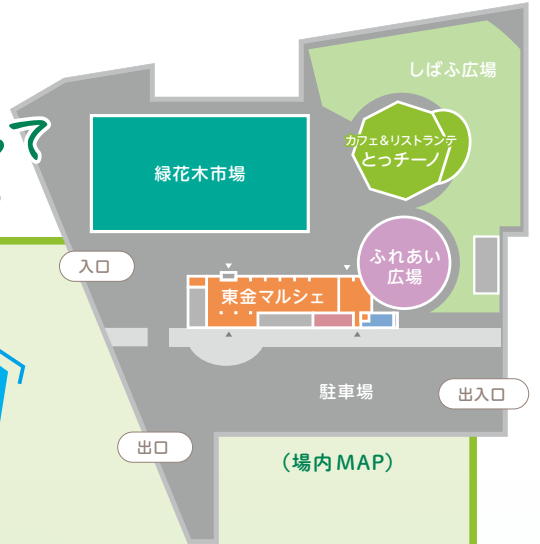 て
しばふ広場
カフェ&リストランテ
とっチーノ
緑花木市場
ふれあい
広場
入口
東金マルシェ
駐車場
出入口
出口
(場内MAP)